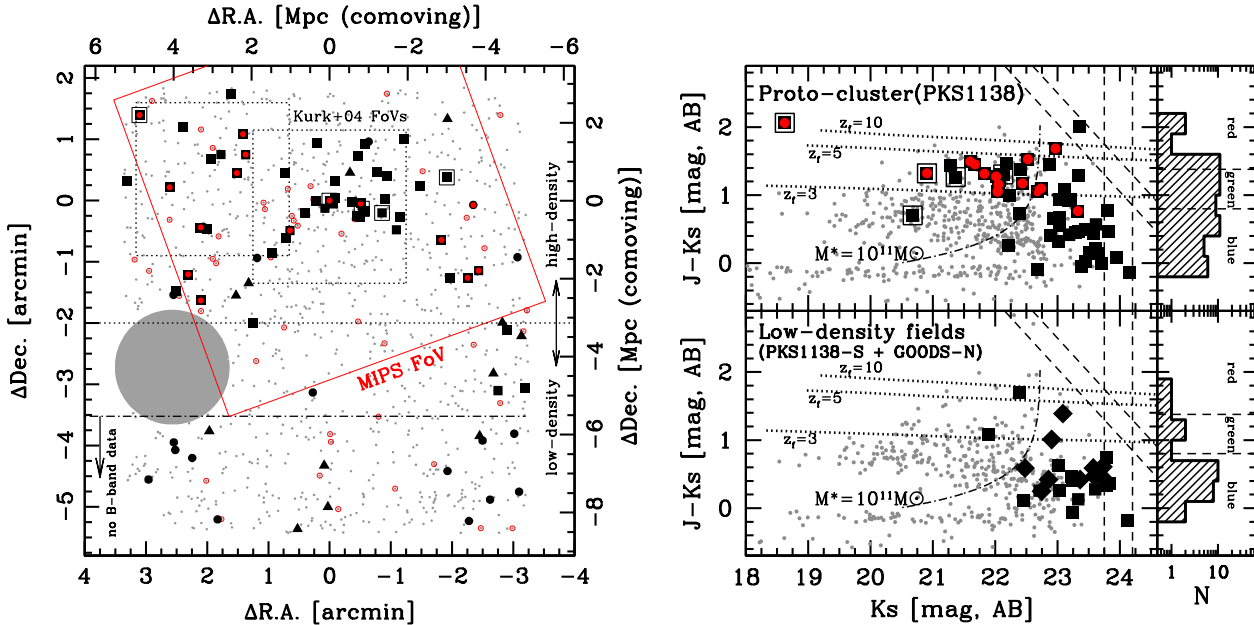 ΔR.A. [Mpc (comoving)]
6 4 2 0 −2 −4 −6
2 1 0 −1 −2 −3 −4 −5
ΔDec. [arcmin]
Kurk+04 FoVs
MIPS FoV
no B-band data
high-density
low-density
2 0 −2 −4 −6 −8
ΔDec. [Mpc (comoving)]
4 3 2 1 0 −1 −2 −3 −4
ΔR.A. [arcmin]
J−Ks [mag, AB]
2 1 0
Proto-cluster(PKS1138)
z_f=10
z_f=5
z_f=3
M*=10^11M⊙
red
green
blue
J−Ks [mag, AB]
2 1 0
Low-density fields
(PKS1138-S + GOODS-N)
z_f=10
z_f=5
z_f=3
M*=10^11M⊙
red
green
blue
18 19 20 21 22 23 24
Ks [mag, AB]
1 10
N